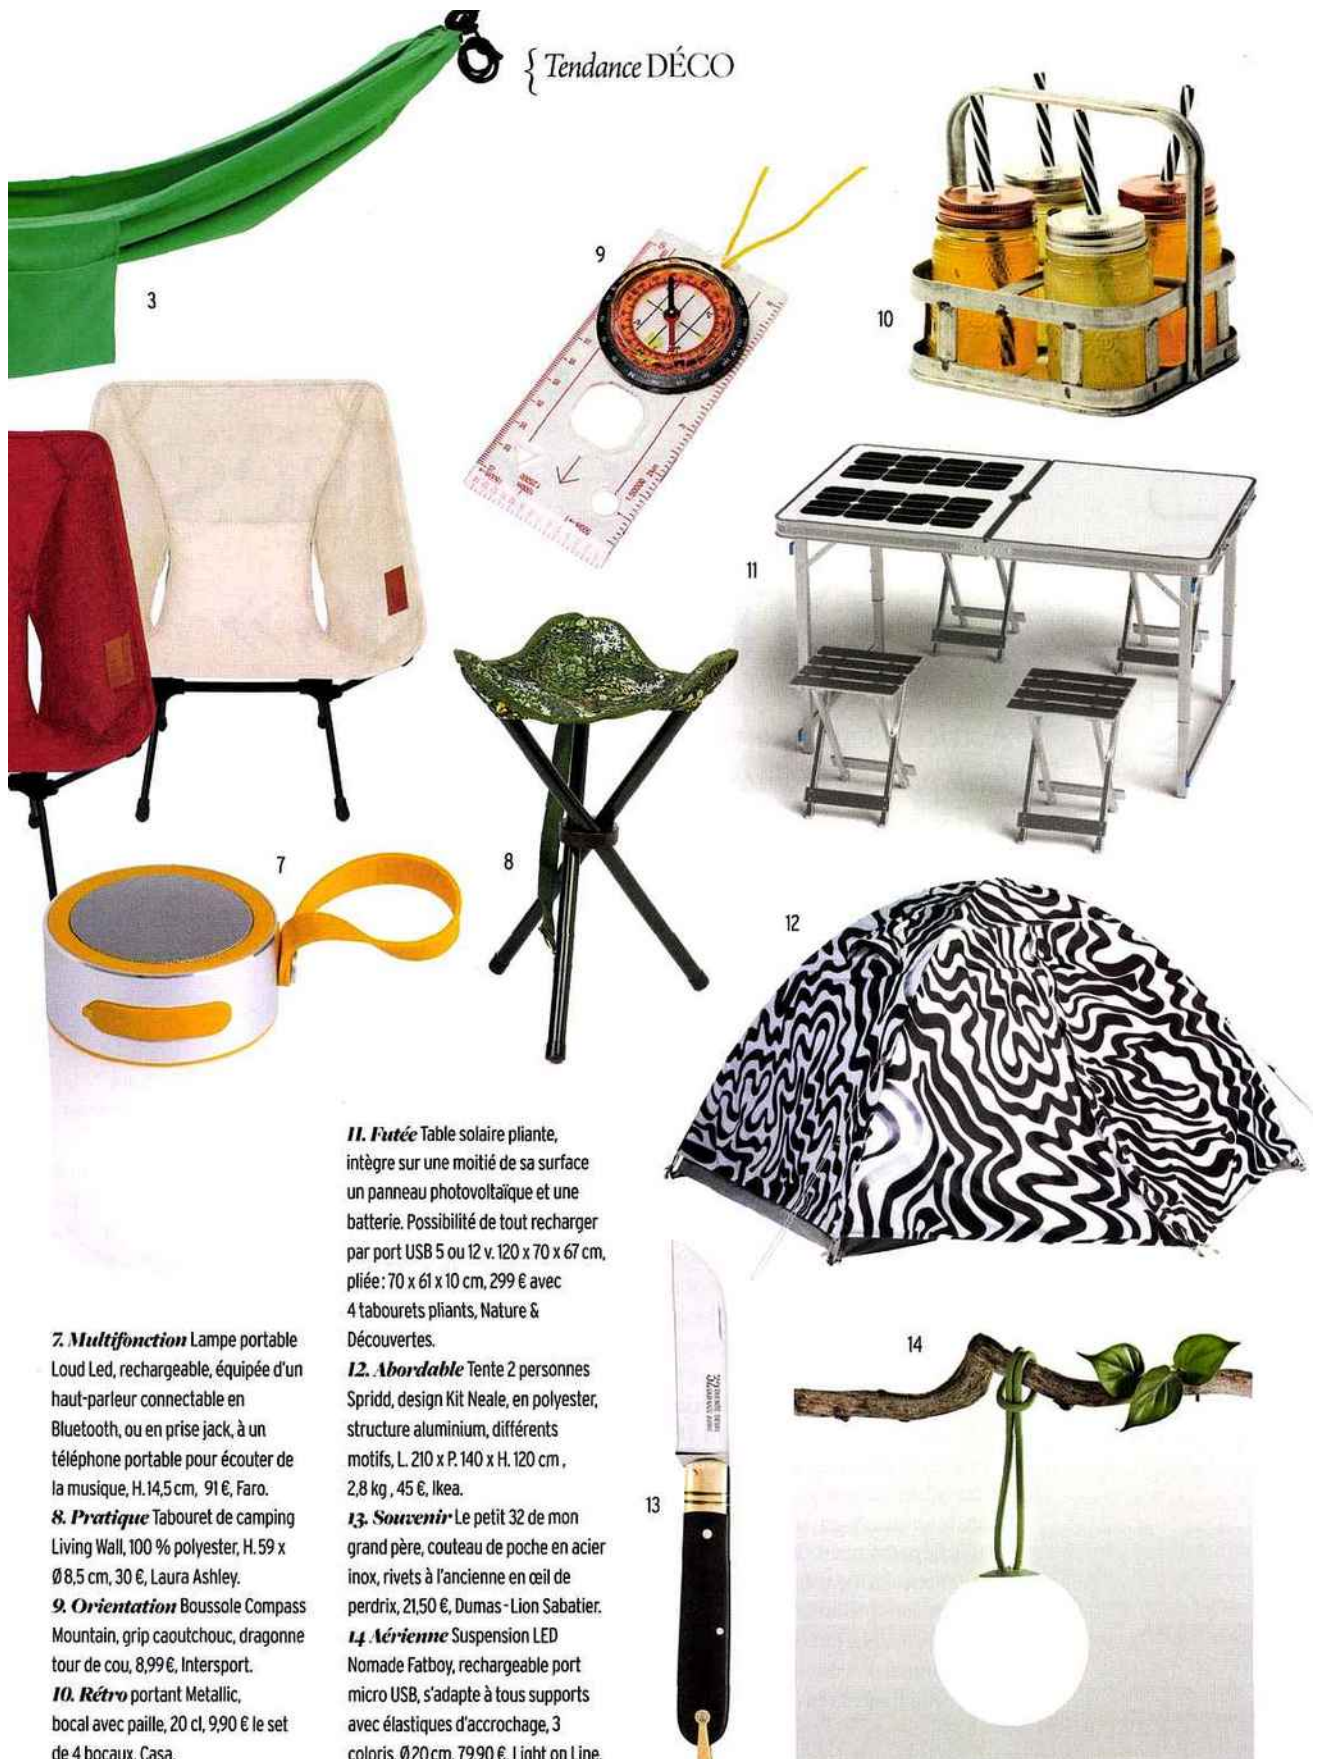 { Tendance DÉCO
3
9
10
11
7
8
12
13
14
11. Futée Table solaire pliante,
intègre sur une moitié de sa surface
un panneau photovoltaïque et une
batterie. Possibilité de tout recharger
par port USB 5 ou 12 v. 120 x 70 x 67 cm,
pliée : 70 x 61 x 10 cm, 299 € avec
4 tabourets pliants, Nature &
Découvertes.
12. Abordable Tente 2 personnes
Spridd, design Kit Neale, en polyester,
structure aluminium, différents
motifs, L. 210 x P. 140 x H. 120 cm ,
2,8 kg , 45 €, Ikea.
13. Souvenir Le petit 32 de mon
grand père, couteau de poche en acier
inox, rivets à l'ancienne en œil de
perdrix, 21,50 €, Dumas - Lion Sabatier.
14 Aérienne Suspension LED
Nomade Fatboy, rechargeable port
micro USB, s'adapte à tous supports
avec élastiques d'accrochage, 3
coloris, Ø 20 cm, 79,90 €, Light on Line.
7. Multifonction Lampe portable
Loud Led, rechargeable, équipée d'un
haut-parleur connectable en
Bluetooth, ou en prise jack, à un
téléphone portable pour écouter de
la musique, H. 14,5 cm, 91 €, Faro.
8. Pratique Tabouret de camping
Living Wall, 100 % polyester, H. 59 x
Ø 8,5 cm, 30 €, Laura Ashley.
9. Orientation Boussole Compass
Mountain, grip caoutchouc, dragonne
tour de cou, 8,99 €, Intersport.
10. Rétro portant Metallic,
bocal avec paille, 20 cl, 9,90 € le set
de 4 bocaux, Casa.